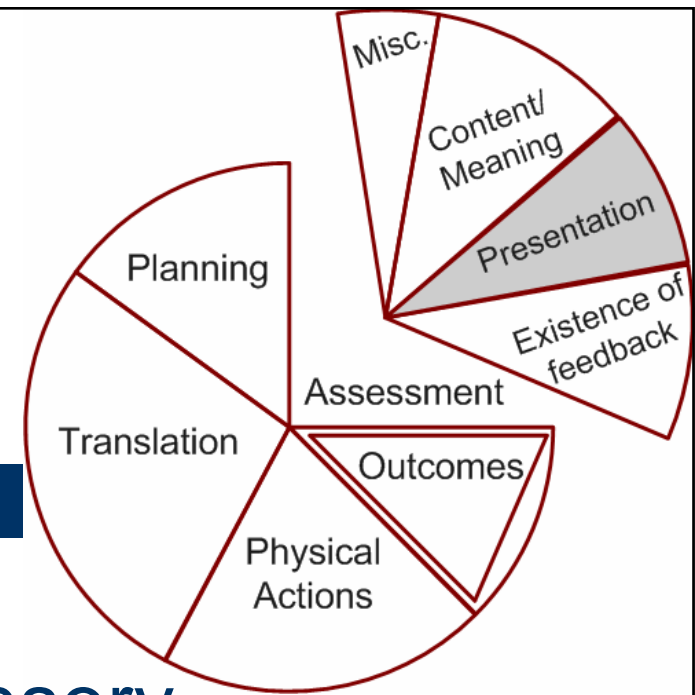 Misc.
Content/
Meaning
Presentation
Existence of
feedback
Planning
Assessment
Translation
Outcomes
Physical
Actions